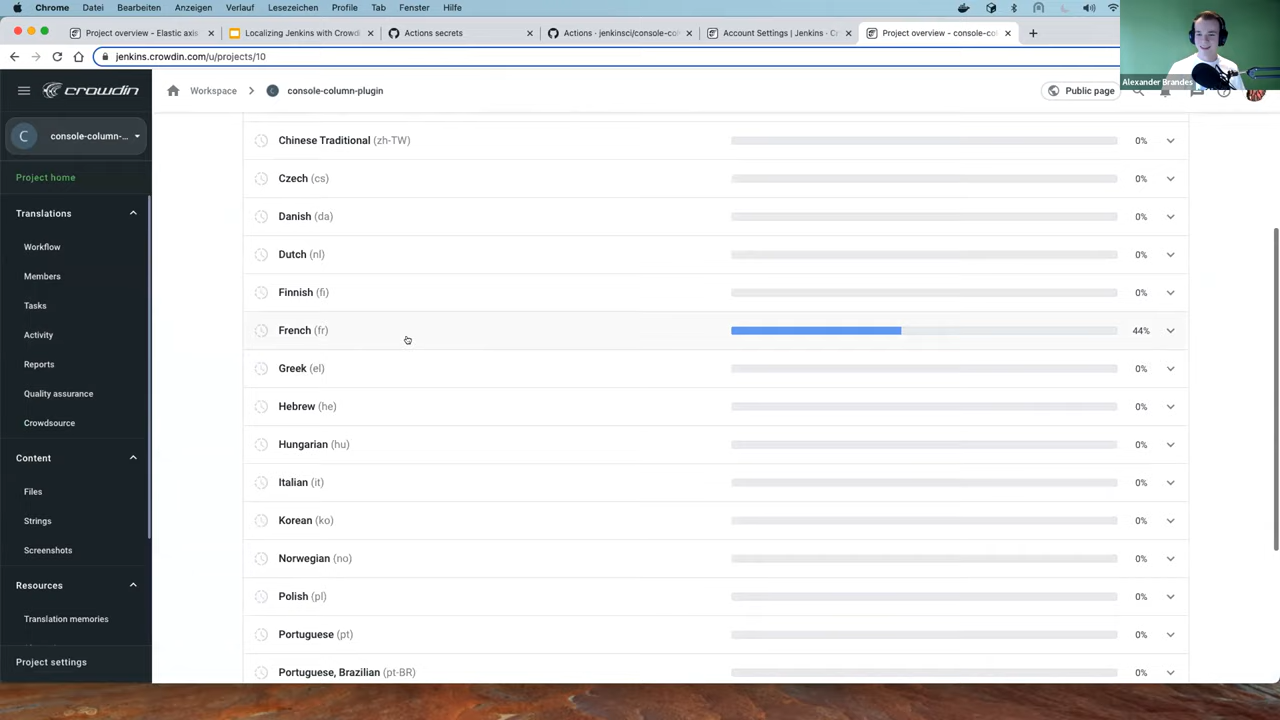 Chrome Ablage Bearbeiten Anzeigen Verlauf Lesezeichen Profile Tab Fenster Hilfe
Project overview - Elastic axis
Localizing Jenkins with Crowdi
Actions secrets
Actions · jenkinsci/console-col
Account Settings | Jenkins - Cr
Project overview - console-co
jenkins.crowdin.com/u/projects/10
Alexander Brandes
crowdin
Workspace
console-column-plugin
Public page
C console-column-...
Project home
Translations
Workflow
Members
Tasks
Activity
Reports
Quality assurance
Crowdsource
Content
Files
Strings
Screenshots
Resources
Translation memories
Project settings
Chinese Traditional (zh-TW) 0%
Czech (cs) 0%
Danish (da) 0%
Dutch (nl) 0%
Finnish (fi) 0%
French (fr) 44%
Greek (el) 0%
Hebrew (he) 0%
Hungarian (hu) 0%
Italian (it) 0%
Korean (ko) 0%
Norwegian (no) 0%
Polish (pl) 0%
Portuguese (pt) 0%
Portuguese, Brazilian (pt-BR) 0%